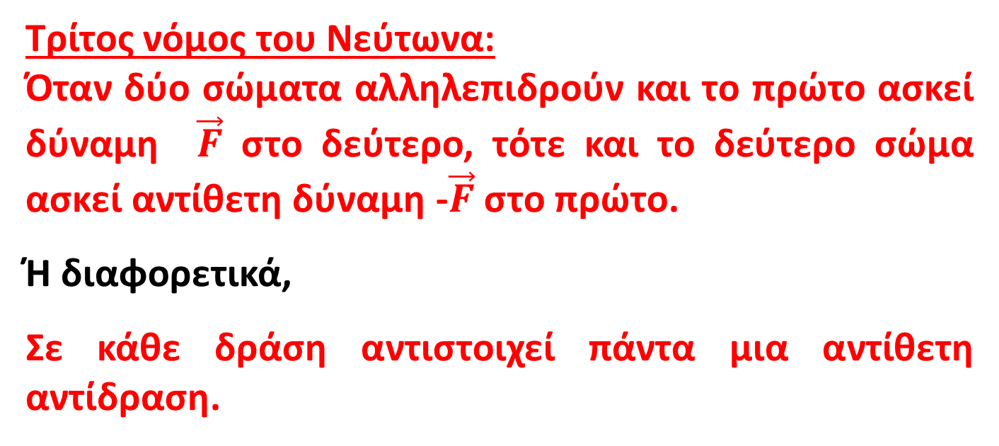 Τρίτος νόμος του Νεύτωνα:
Όταν δύο σώματα αλληλεπιδρούν και το πρώτο ασκεί
δύναμη $\vec{F}$ στο δεύτερο, τότε και το δεύτερο σώμα
ασκεί αντίθετη δύναμη -$\vec{F}$ στο πρώτο.
Ή διαφορετικά,
Σε κάθε δράση αντιστοιχεί πάντα μια αντίθετη
αντίδραση.